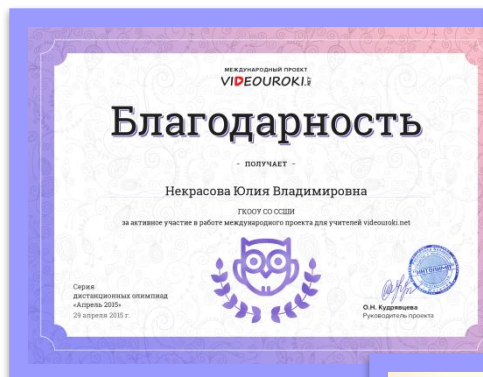 МЕЖДУНАРОДНЫЙ ПРОЕКТ
VIDEOUROKI.NET
Благодарность
- ПОЛУЧАЕТ -
Некрасова Юлия Владимировна
ГКООУ СО ССШИ
за активное участие в работе международного проекта для учителей videouroki.net
Серия
дистанционных олимпиад
«Апрель 2015»
29 апреля 2015 г.
О.Н. Кудрявцева
Руководитель проекта